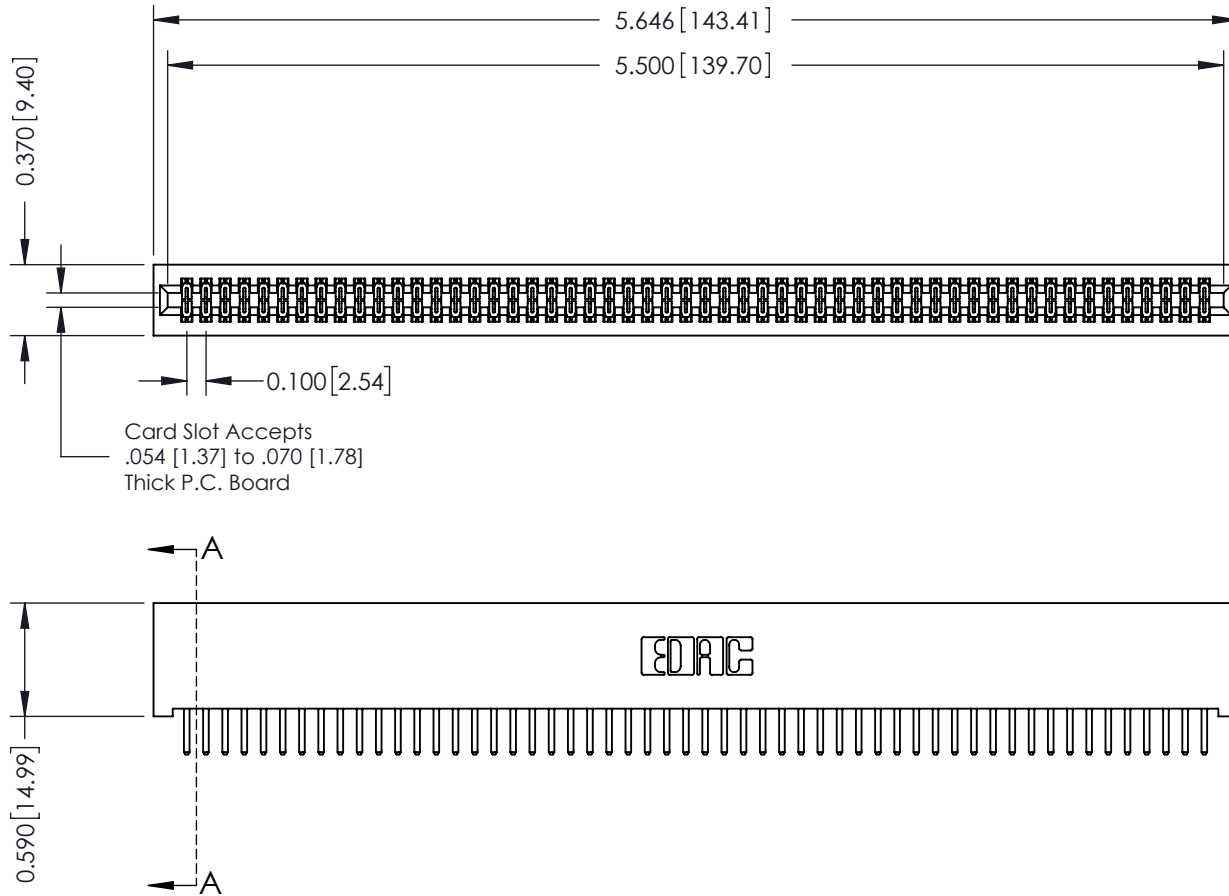 5.646 [143.41]
5.500 [139.70]
0.370 [9.40]
0.100 [2.54]
Card Slot Accepts
.054 [1.37] to .070 [1.78]
Thick P.C. Board
A
EDAC
0.590 [14.99]
A